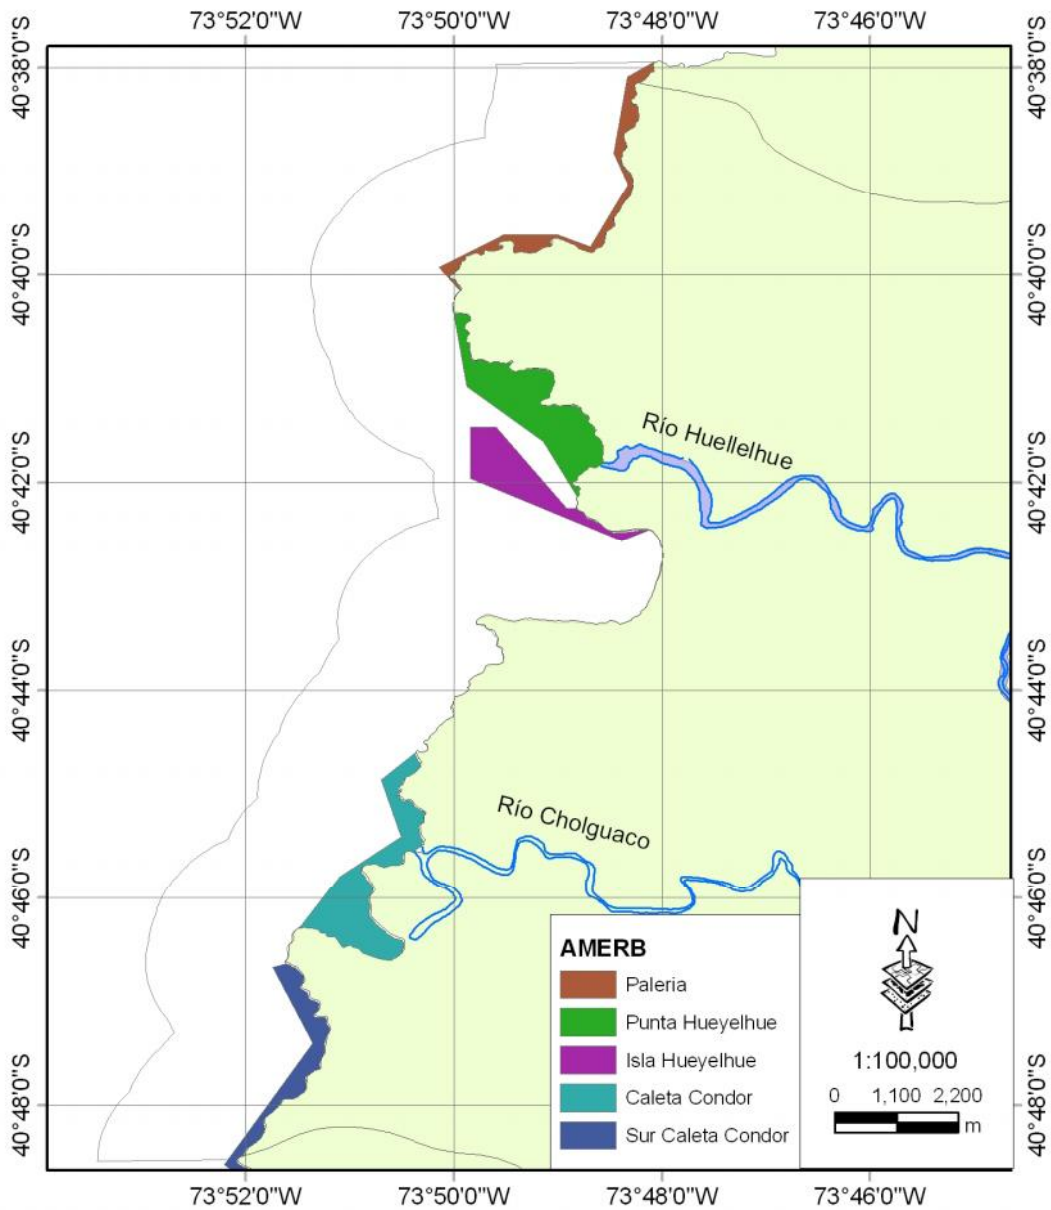 73°52'0"W 73°50'0"W 73°48'0"W 73°46'0"W
40°38'0"S 40°38'0"S
40°40'0"S 40°40'0"S
Río Huellelhue
40°42'0"S 40°42'0"S
40°44'0"S 40°44'0"S
Río Cholguaco
40°46'0"S 40°46'0"S
AMERB
Paleria
Punta Hueyelhue
Isla Hueyelhue
Caleta Condor
Sur Caleta Condor
N
1:100,000
0 1,100 2,200
m
40°48'0"S 40°48'0"S
73°52'0"W 73°50'0"W 73°48'0"W 73°46'0"W